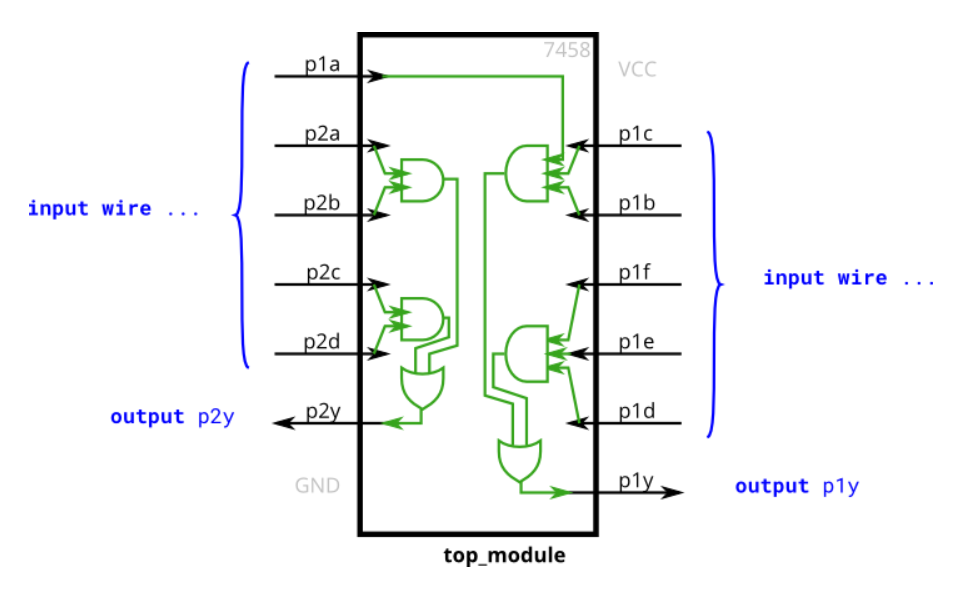 7458
p1a
VCC
p2a
p1c
input wire ...
p2b
p1b
p2c
p1f
input wire ...
p2d
p1e
output p2y
p2y
p1d
GND
p1y
output p1y
top_module